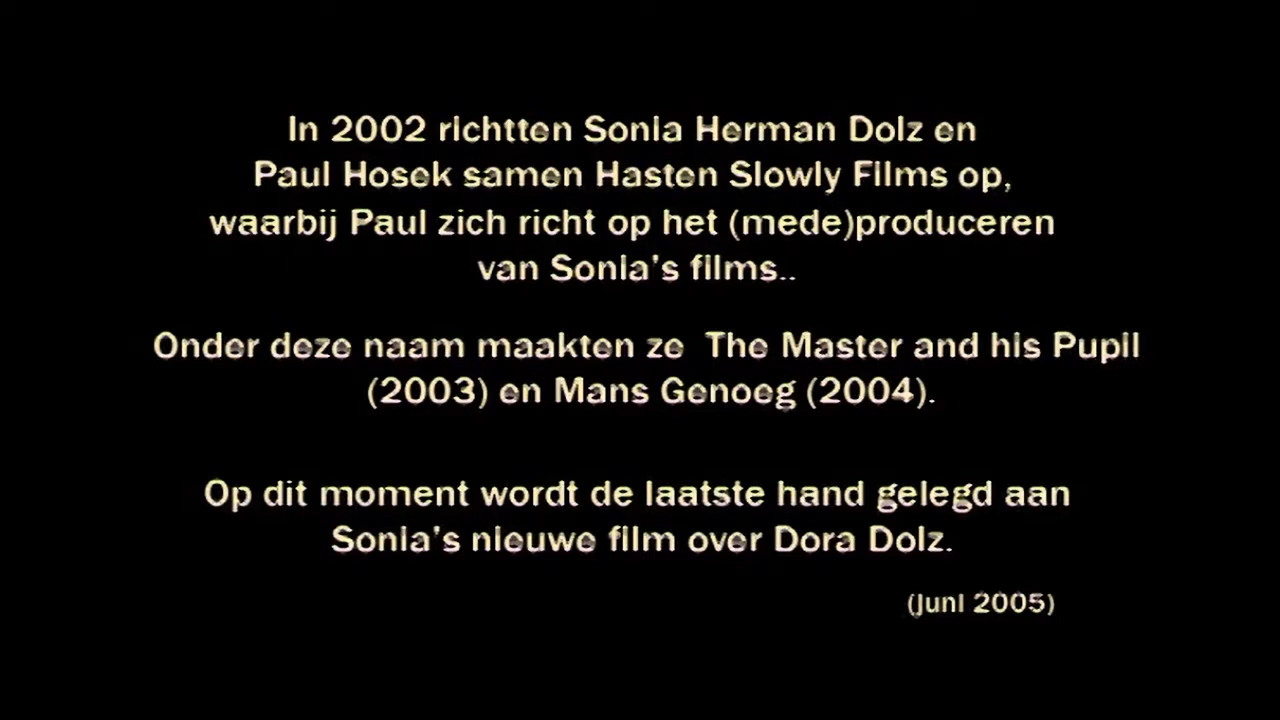 In 2002 richtten Sonia Herman Dolz en
Paul Hosek samen Hasten Slowly Films op,
waarbij Paul zich richt op het (mede)produceren
van Sonia's films..
Onder deze naam maakten ze The Master and his Pupil
(2003) en Mans Genoeg (2004).
Op dit moment wordt de laatste hand gelegd aan
Sonia's nieuwe film over Dora Dolz.
(juni 2005)